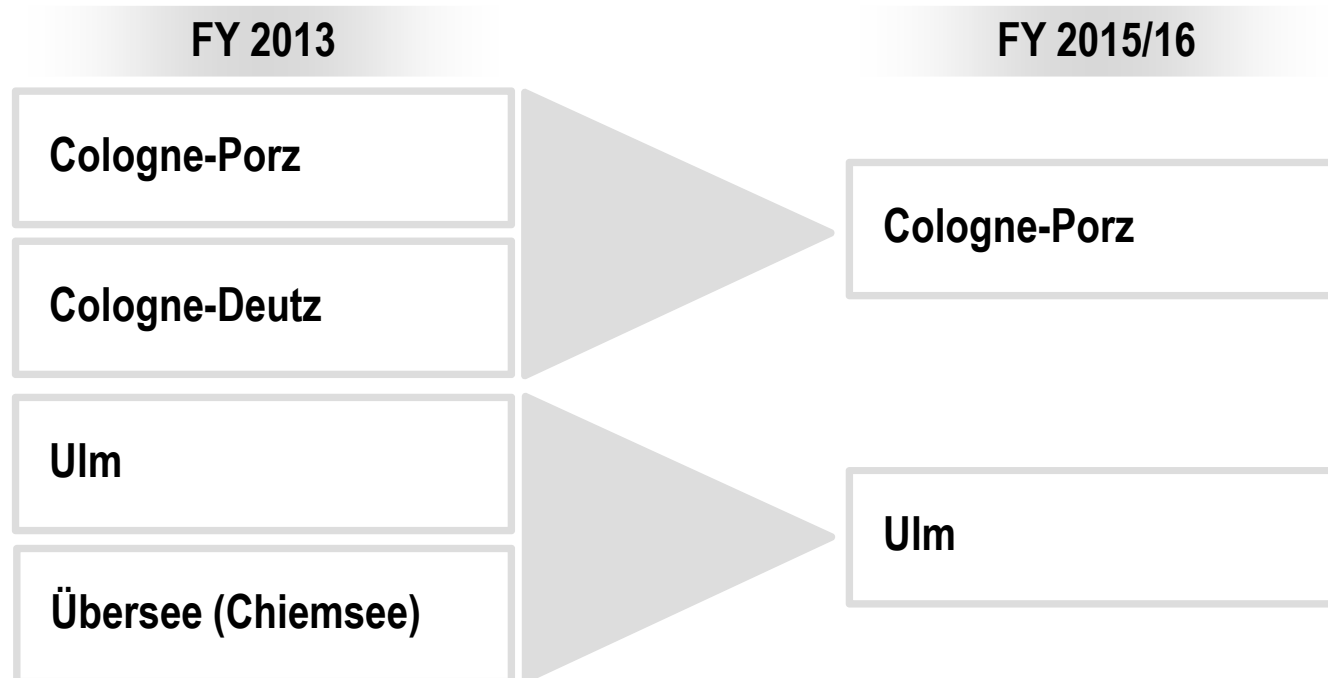 FY 2013
FY 2015/16
Cologne-Porz
Cologne-Deutz
Cologne-Porz
Ulm
Übersee (Chiemsee)
Ulm